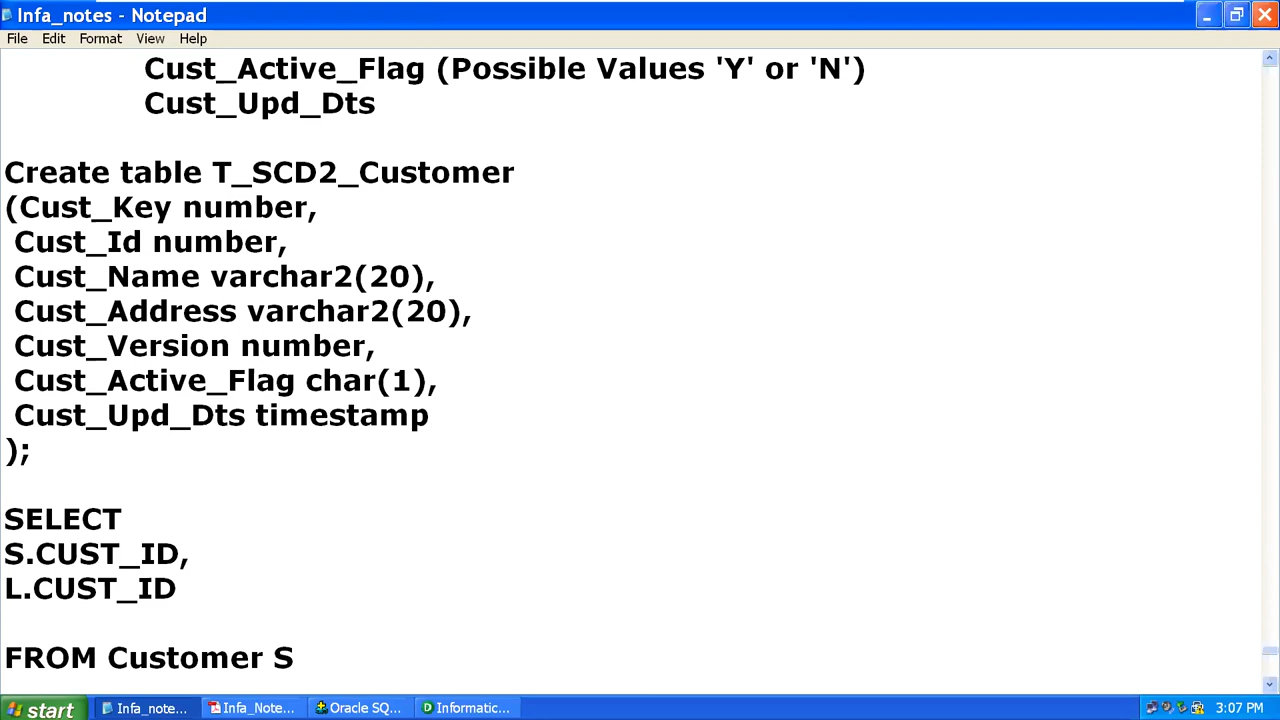 Infa_notes - Notepad
File Edit Format View Help
Cust_Active_Flag (Possible Values 'Y' or 'N')
Cust_Upd_Dts
Create table T_SCD2_Customer
(Cust_Key number,
Cust_Id number,
Cust_Name varchar2(20),
Cust_Address varchar2(20),
Cust_Version number,
Cust_Active_Flag char(1),
Cust_Upd_Dts timestamp
);
SELECT
S.CUST_ID,
L.CUST_ID
FROM Customer S
start Infa_note... Infa_Note... Oracle SQ... Informatic... 3:07 PM